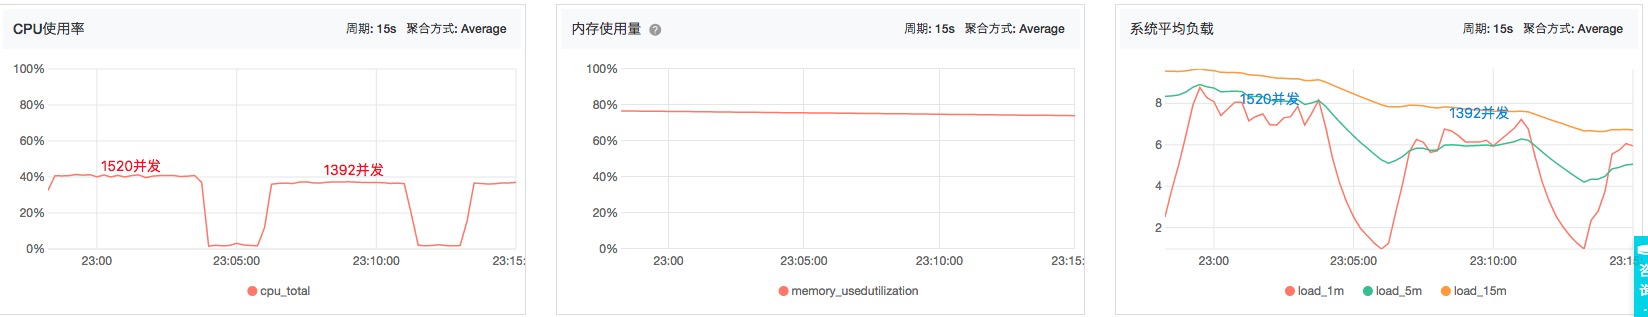 CPU使用率 周期: 15s 聚合方式: Average
100%
80%
60%
40%
20%
0%
1520并发
1392并发
23:00 23:05:00 23:10:00 23:15:
cpu_total
内存使用量 ? 周期: 15s 聚合方式: Average
100%
80%
60%
40%
20%
0%
23:00 23:05:00 23:10:00 23:15:
memory_usedutilization
系统平均负载 周期: 15s 聚合方式: Average
8
6
4
2
1520并发
1392并发
23:00 23:05:00 23:10:00 23:1
load_1m load_5m load_15m
咨
询